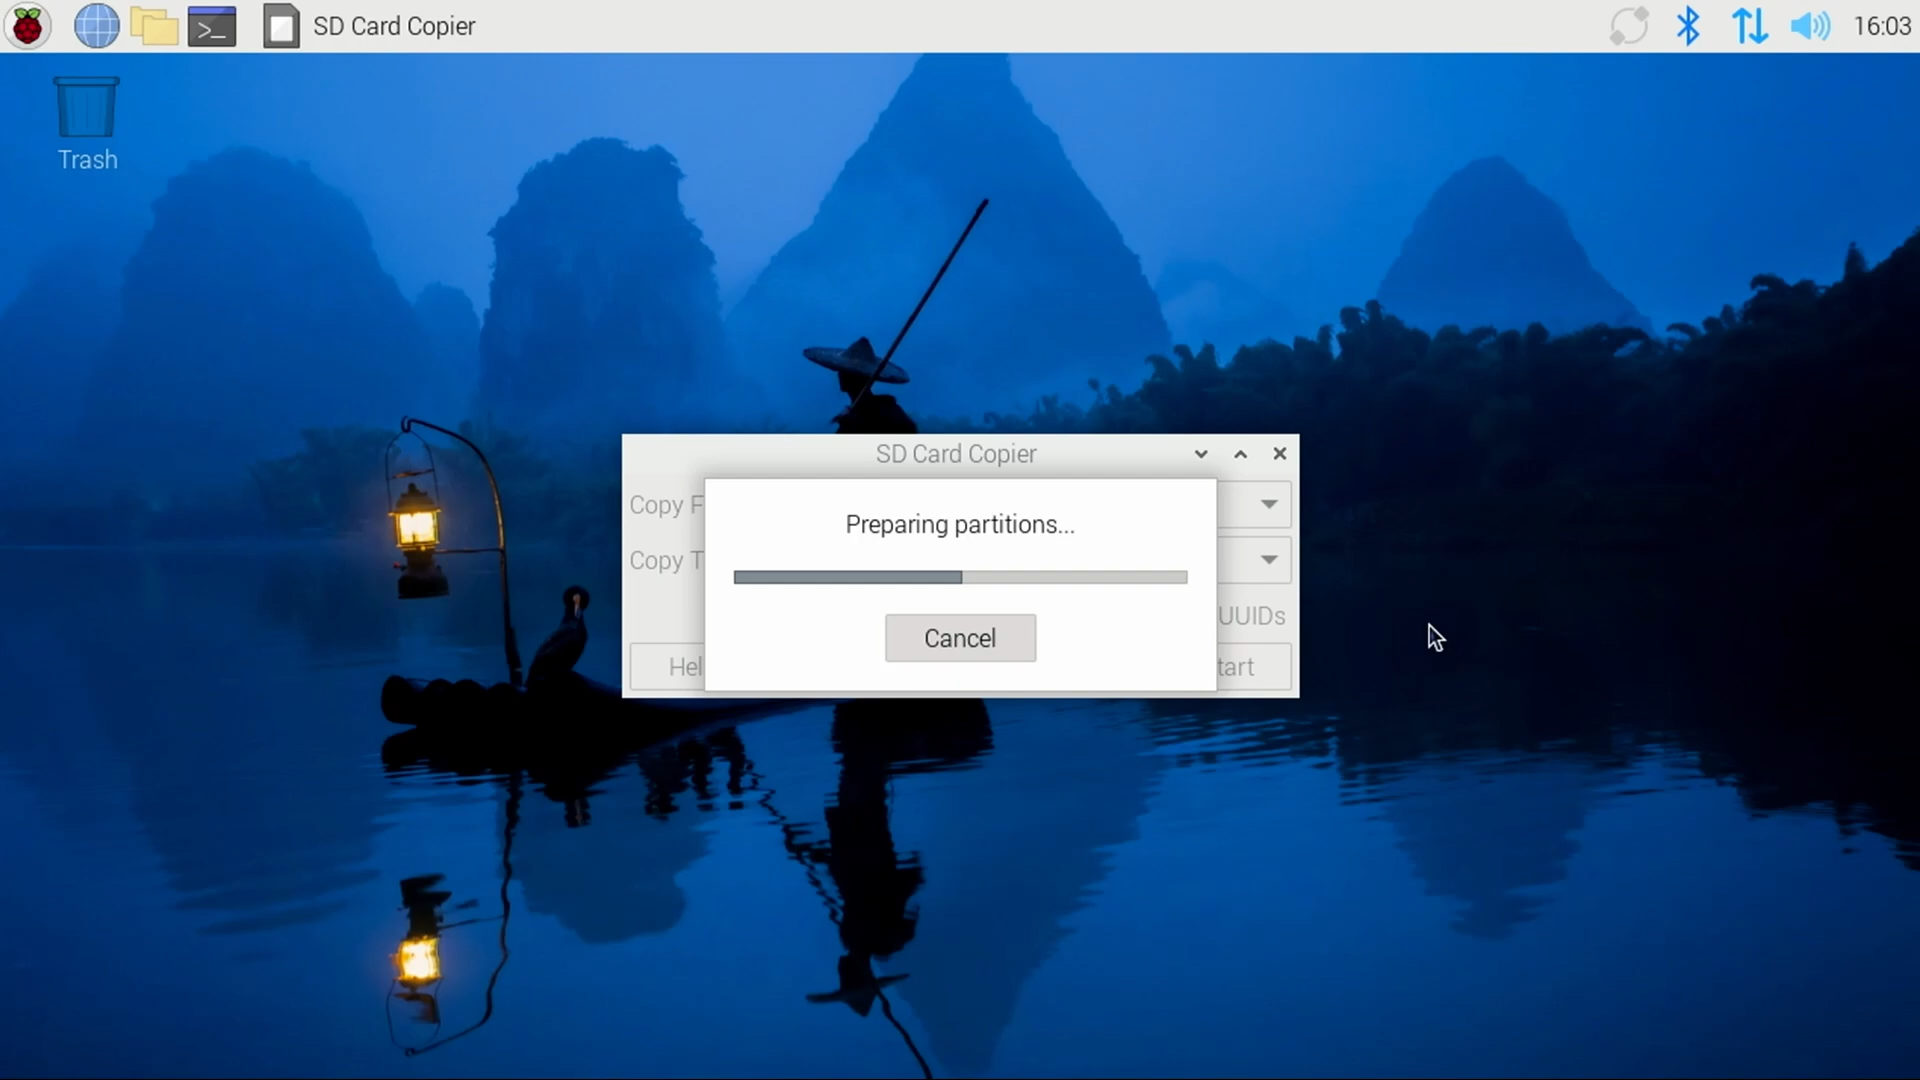 SD Card Copier
16:03
Trash
SD Card Copier
Copy F
Preparing partitions...
Copy T
UUIDs
Cancel
Hel
tart